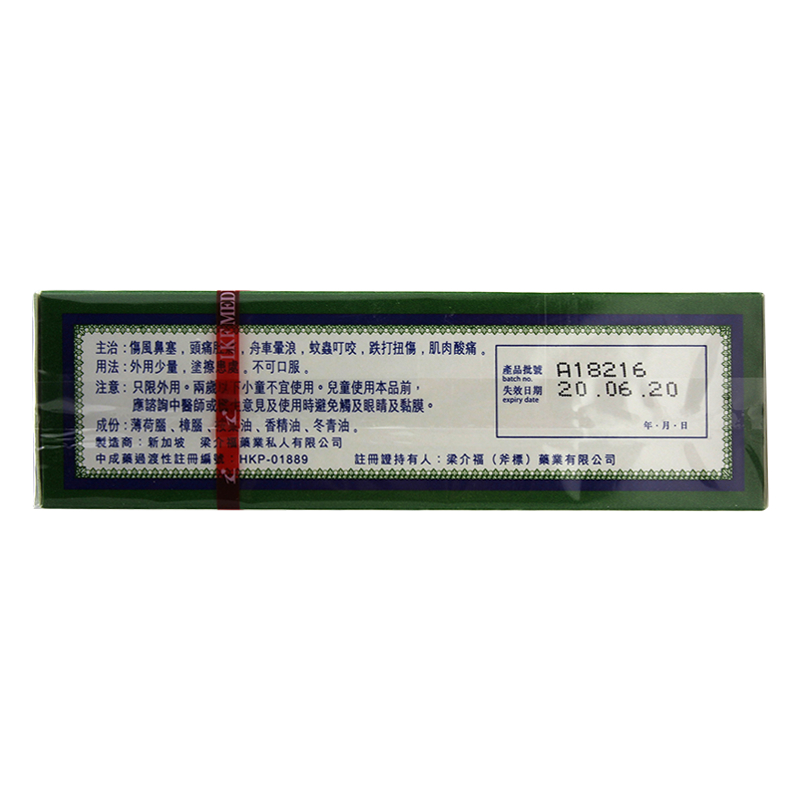 主治：傷風鼻塞，頭痛，舟車暈浪，蚊蟲叮咬，跌打扭傷，肌肉酸痛。
用法：外用少量，塗擦患處。不可口服。
注意：只限外用。兩歲以下小童不宜使用。兒童使用本品前，
應諮詢中醫師或意見及使用時避免觸及眼睛及黏膜。
成份：薄荷腦、樟腦、油、香精油、冬青油。
製造商：新加坡 梁介福藥業私人有限公司
中成藥過渡性註冊編號：HKP-01889 註冊證持有人：梁介福（斧標）藥業有限公司
產品批號 A18216
batch no.
失效日期 20.06.20
expiry date
年·月·日
LKF MED